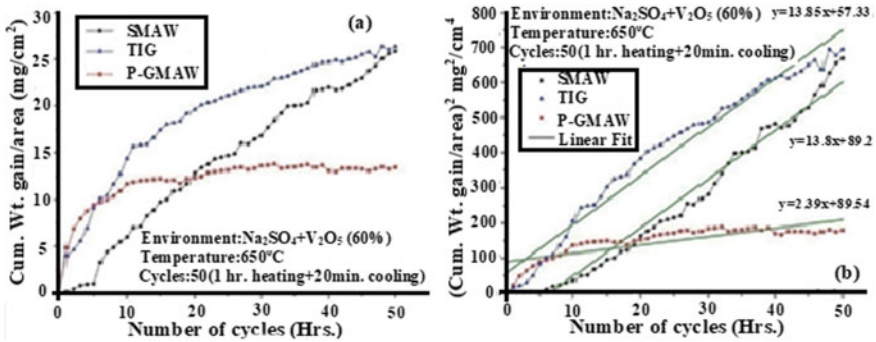 (a)
SMAW
TIG
P-GMAW
Cum. Wt. gain/area (mg/cm²)
30
25
20
15
10
5
0
Environment:Na₂SO₄+V₂O₅ (60%)
Temperature:650ºC
Cycles:50(1 hr. heating+20min. cooling)
0 10 20 30 40 50
Number of cycles (Hrs.)
Environment:Na₂SO₄+V₂O₅ (60%)
Temperature:650ºC
Cycles:50(1 hr. heating+20min. cooling)
y=13.85x+57.33
SMAW
TIG
P-GMAW
Linear Fit
y=13.8x+89.2
y=2.39x+89.54
(Cum. Wt. gain/area)² mg²/cm⁴
800
700
600
500
400
300
200
100
0
(b)
0 10 20 30 40 50
Number of cycles (Hrs.)